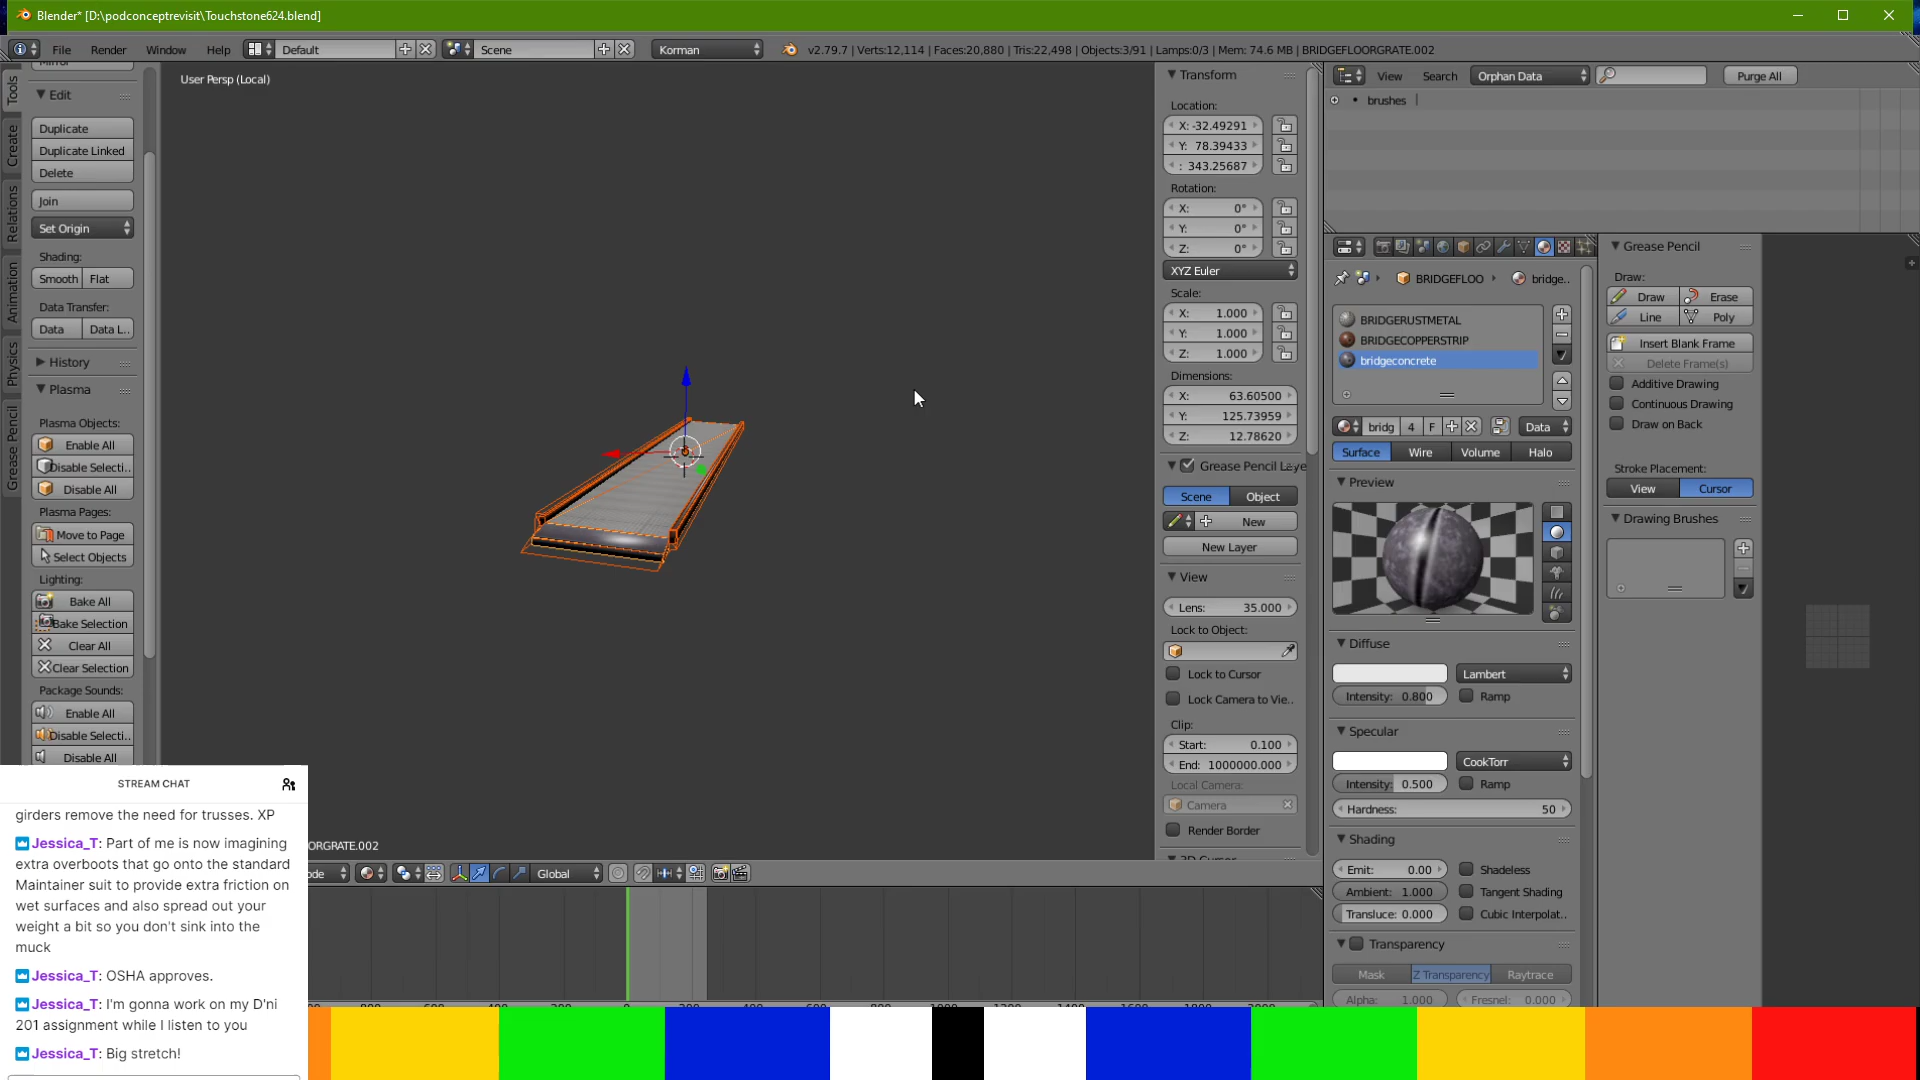 Blender* [D:\podconceptrevisit\Touchstone624.blend]
File Render Window Help Default Scene Korman v2.79.7 | Verts:12,114 | Faces:20,880 | Tris:22,498 | Objects:3/91 | Lamps:0/3 | Mem: 74.6 MB | BRIDGEFLOORGRATE.002
Tools
Create
Relations
Animation
Physics
Grease Pencil
Mirror
Edit
Duplicate
Duplicate Linked
Delete
Join
Set Origin
Shading:
Smooth Flat
Data Transfer:
Data Data L..
History
Plasma
Plasma Objects:
Enable All
Disable Selecti..
Disable All
Plasma Pages:
Move to Page
Select Objects
Lighting:
Bake All
Bake Selection
Clear All
Clear Selection
Package Sounds:
Enable All
Disable Selecti..
Disable All
User Persp (Local)
ORGRATE.002
ode Global
Transform
Location:
X: -32.49291
Y: 78.39433
: 343.25687
Rotation:
X: 0°
Y: 0°
Z: 0°
XYZ Euler
Scale:
X: 1.000
Y: 1.000
Z: 1.000
Dimensions:
X: 63.60500
Y: 125.73959
Z: 12.78620
Grease Pencil Laye
Scene Object
New
New Layer
View
Lens: 35.000
Lock to Object:
Lock to Cursor
Lock Camera to Vie..
Clip:
Start: 0.100
End: 1000000.000
Local Camera:
Camera
Render Border
3D Cursor
View Search Orphan Data Purge All
brushes
BRIDGEFLOO bridge..
BRIDGERUSTMETAL
BRIDGECOPPERSTRIP
bridgeconcrete
bridg 4 F Data
Surface Wire Volume Halo
Preview
Diffuse
Lambert
Intensity: 0.800 Ramp
Specular
CookTorr
Intensity: 0.500 Ramp
Hardness: 50
Shading
Emit: 0.00 Shadeless
Ambient: 1.000 Tangent Shading
Transluce: 0.000 Cubic Interpolat..
Transparency
Mask Z Transparency Raytrace
Alpha: 1.000 Fresnel: 0.000
Grease Pencil
Draw:
Draw Erase
Line Poly
Insert Blank Frame
Delete Frame(s)
Additive Drawing
Continuous Drawing
Draw on Back
Stroke Placement:
View Cursor
Drawing Brushes
STREAM CHAT
girders remove the need for trusses. XP
Jessica_T: Part of me is now imagining
extra overboots that go onto the standard
Maintainer suit to provide extra friction on
wet surfaces and also spread out your
weight a bit so you don't sink into the
muck
Jessica_T: OSHA approves.
Jessica_T: I'm gonna work on my D'ni
201 assignment while I listen to you
Jessica_T: Big stretch!